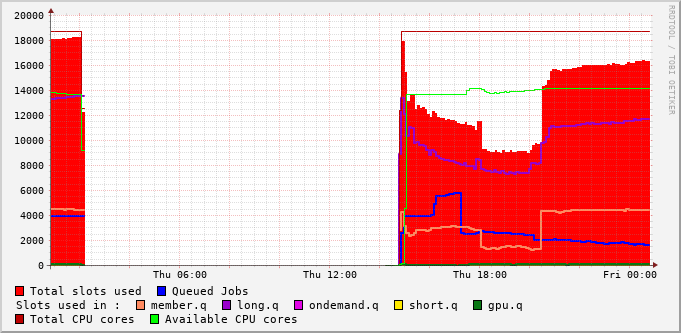 RRDTOOL / TOBI OETIKER
20000
18000
16000
14000
12000
10000
8000
6000
4000
2000
0
Thu 06:00 Thu 12:00 Thu 18:00 Fri 00:00
Total slots used Queued Jobs
Slots used in : member.q long.q ondemand.q short.q gpu.q
Total CPU cores Available CPU cores